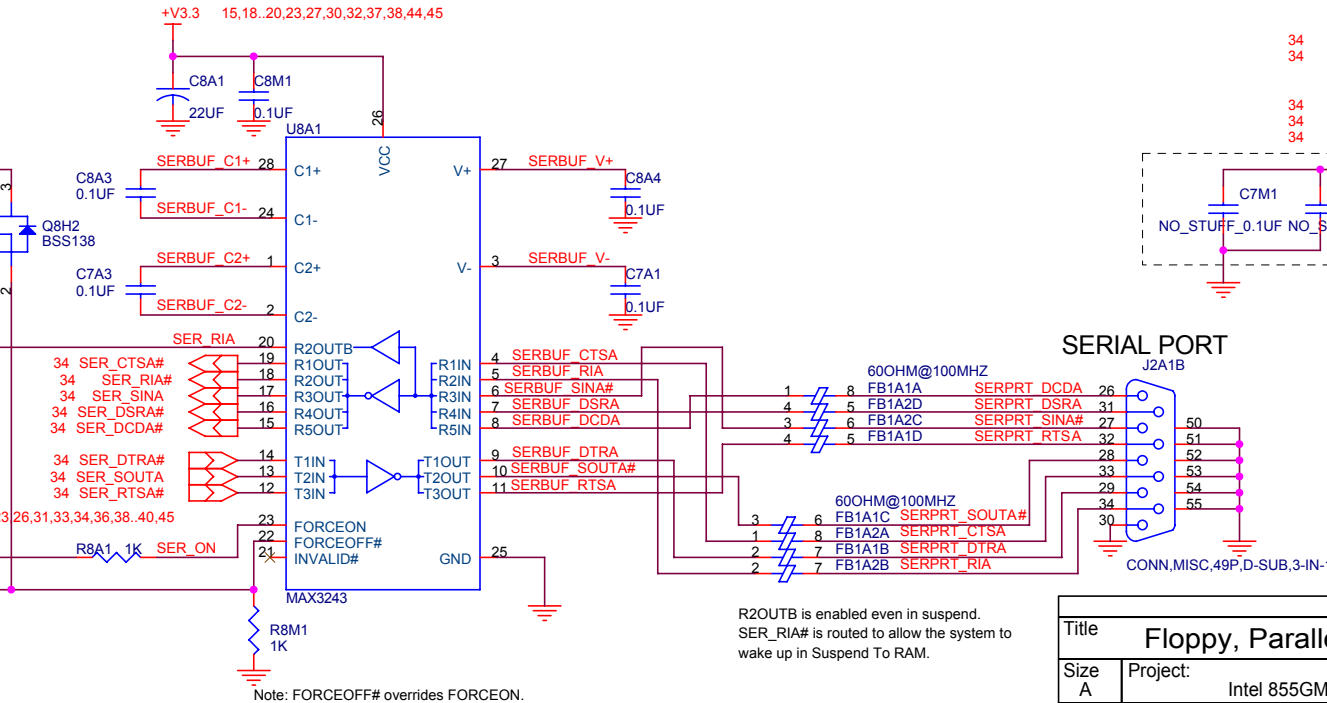 +V3.3 15,18..20,23,27,30,32,37,38,44,45
34
34
34
34
34
C8A1
22UF
C8M1
0.1UF
U8A1
26
VCC
SERBUF_C1+ 28 C1+
C8A3
0.1UF
SERBUF_C1- 24 C1-
SERBUF_C2+ 1 C2+
C7A3
0.1UF
SERBUF_C2- 2 C2-
V+ 27 SERBUF_V+
C8A4
0.1UF
V- 3 SERBUF_V-
C7A1
0.1UF
3
Q8H2
BSS138
2
C7M1
NO_STUFF_0.1UF NO_S
SER_RIA 20 R2OUTB
34 SER_CTSA# 19 R1OUT
34 SER_RIA# 18 R2OUT
34 SER_SINA 17 R3OUT
34 SER_DSRA# 16 R4OUT
34 SER_DCDA# 15 R5OUT
R1IN 4 SERBUF_CTSA
R2IN 5 SERBUF_RIA
R3IN 6 SERBUF_SINA#
R4IN 7 SERBUF_DSRA
R5IN 8 SERBUF_DCDA
34 SER_DTRA# 14 T1IN
34 SER_SOUTA 13 T2IN
34 SER_RTSA# 12 T3IN
T1OUT 9 SERBUF_DTRA
T2OUT 10 SERBUF_SOUTA#
T3OUT 11 SERBUF_RTSA
23,26,31,33,34,36,38..40,45
R8A1 1K SER_ON
23 FORCEON
22 FORCEOFF#
21 INVALID#
GND 25
MAX3243
R8M1
1K
Note: FORCEOFF# overrides FORCEON.
SERIAL PORT
J2A1B
60OHM@100MHZ
1 8 FB1A1A SERPRT_DCDA 26
4 5 FB1A2D SERPRT_DSRA 31
3 6 FB1A2C SERPRT_SINA# 27
4 5 FB1A1D SERPRT_RTSA 32
28
33
29
34
30
50
51
52
53
54
55
60OHM@100MHZ
3 6 FB1A1C SERPRT_SOUTA#
1 8 FB1A2A SERPRT_CTSA
2 7 FB1A1B SERPRT_DTRA
2 7 FB1A2B SERPRT_RIA
CONN,MISC,49P,D-SUB,3-IN-1
R2OUTB is enabled even in suspend.
SER_RIA# is routed to allow the system to
wake up in Suspend To RAM.
Title Floppy, Paralle
Size
A
Project:
Intel 855GM